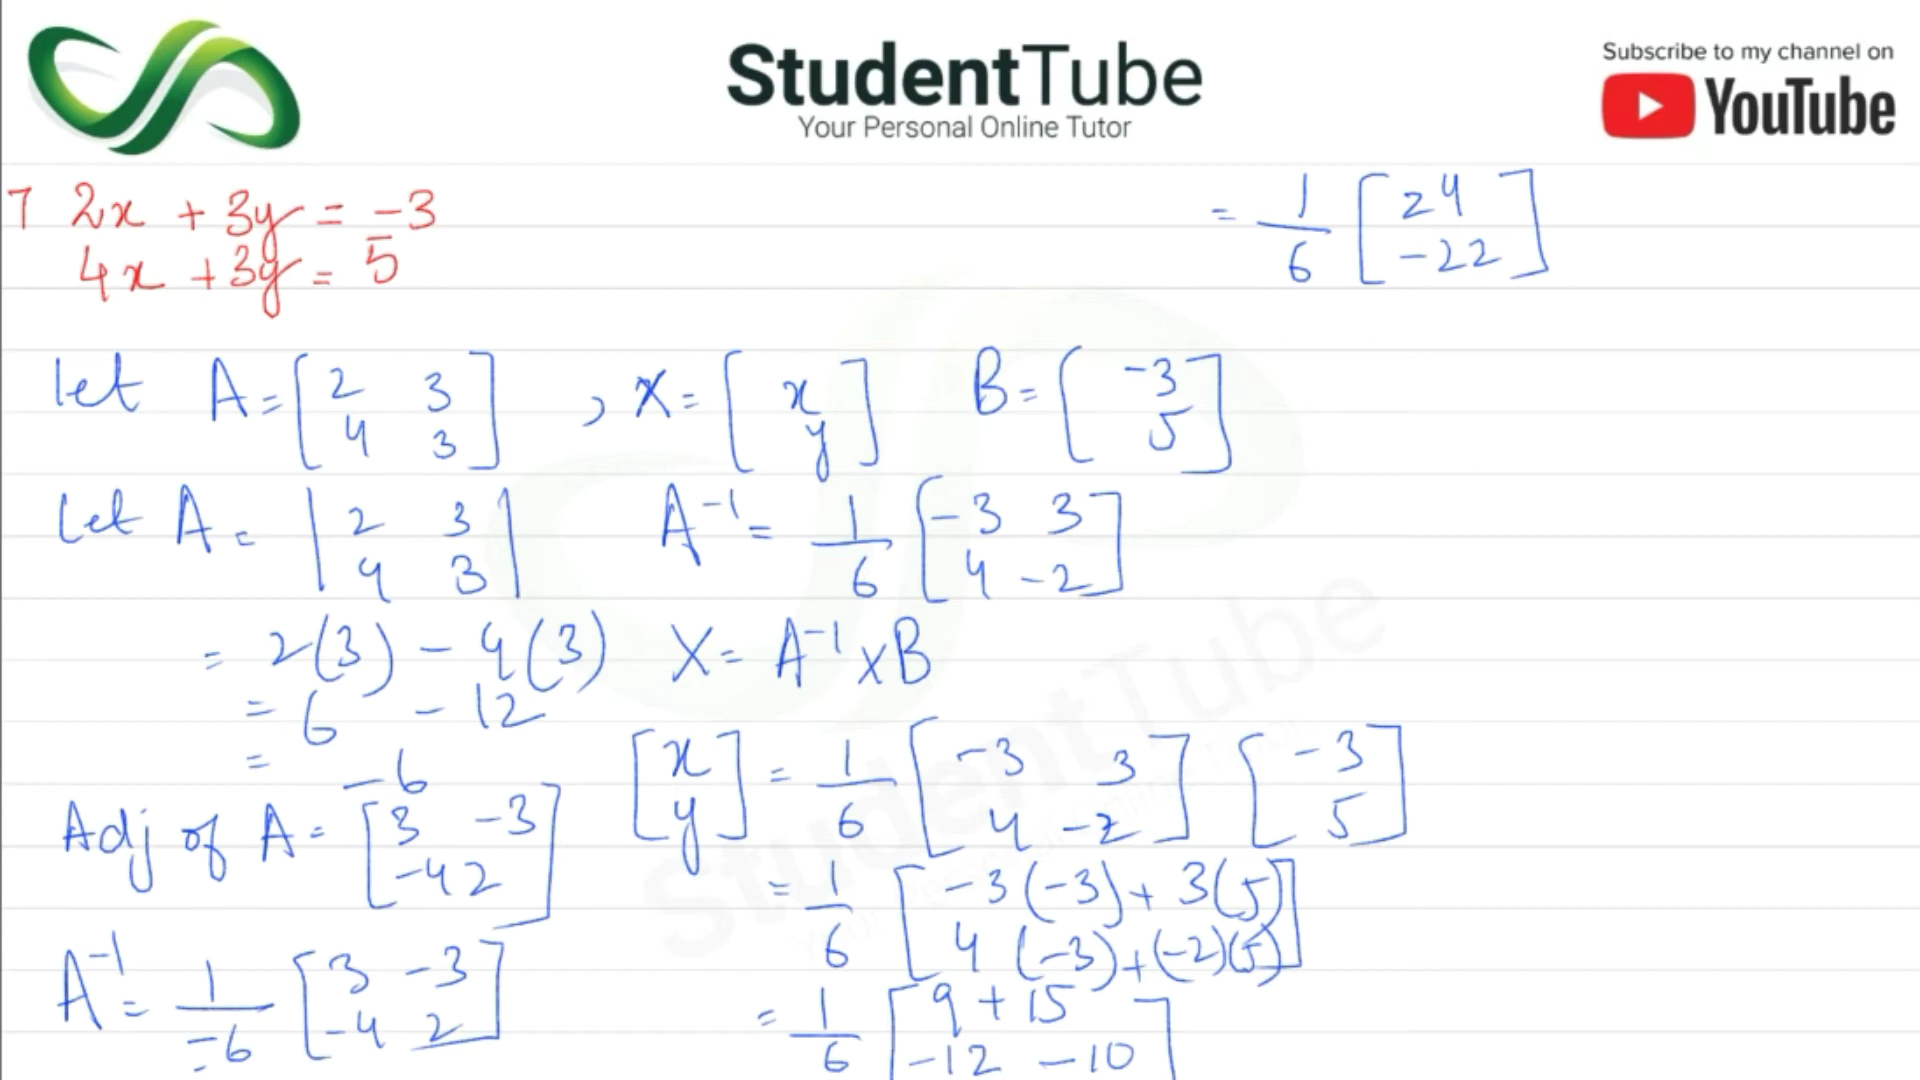 StudentTube
Your Personal Online Tutor
Subscribe to my channel on
YouTube
7 2x + 3y = -3
4x + 3y = 5
let A = [2 3
4 3] , X = [x
y] B = [-3
5]
Let A = |2 3
4 3|
= 2(3) - 4(3)
= 6 - 12
= -6
Adj of A = [3 -3
-4 2]
A⁻¹ = 1/-6 [3 -3
-4 2]
A⁻¹ = 1/6 [-3 3
4 -2]
X = A⁻¹ x B
[x
y] = 1/6 [-3 3
4 -2] [-3
5]
= 1/6 [-3(-3) + 3(5)
4(-3) + (-2)(5)]
= 1/6 [9 + 15
-12 - 10]
= 1/6 [24
-22]
StudentTube